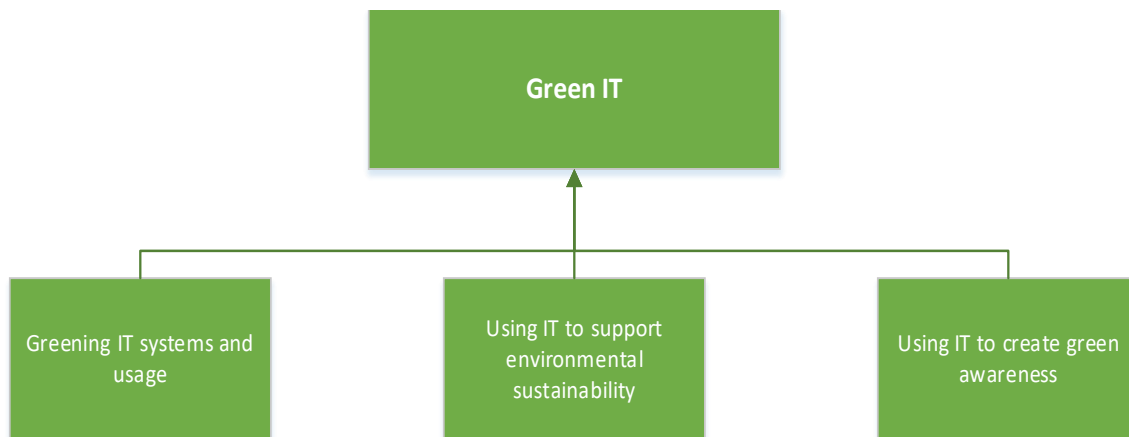 Green IT
Greening IT systems and
usage
Using IT to support
environmental
sustainability
Using IT to create green
awareness